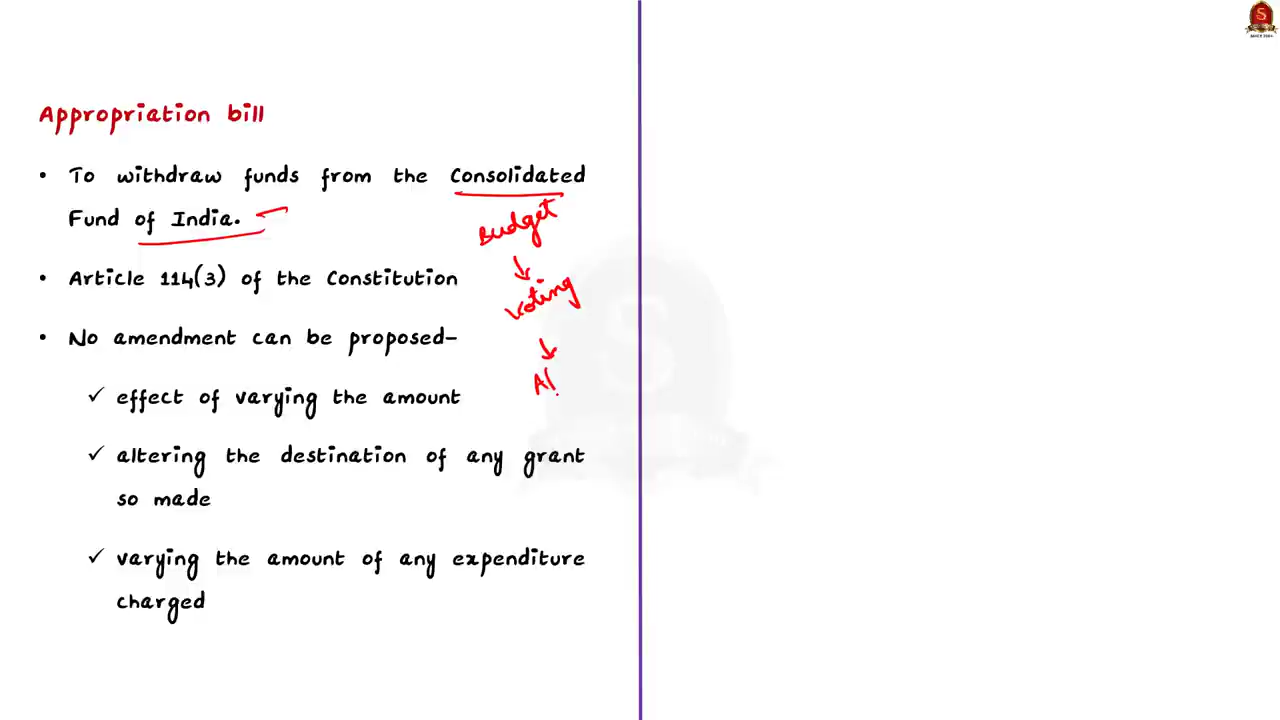 Appropriation bill
• To withdraw funds from the Consolidated
Fund of India.
Budget
• Article 114(3) of the Constitution
Voting
• No amendment can be proposed-
✓ effect of varying the amount
✓ altering the destination of any grant
so made
✓ varying the amount of any expenditure
charged
S
SINCE 2004